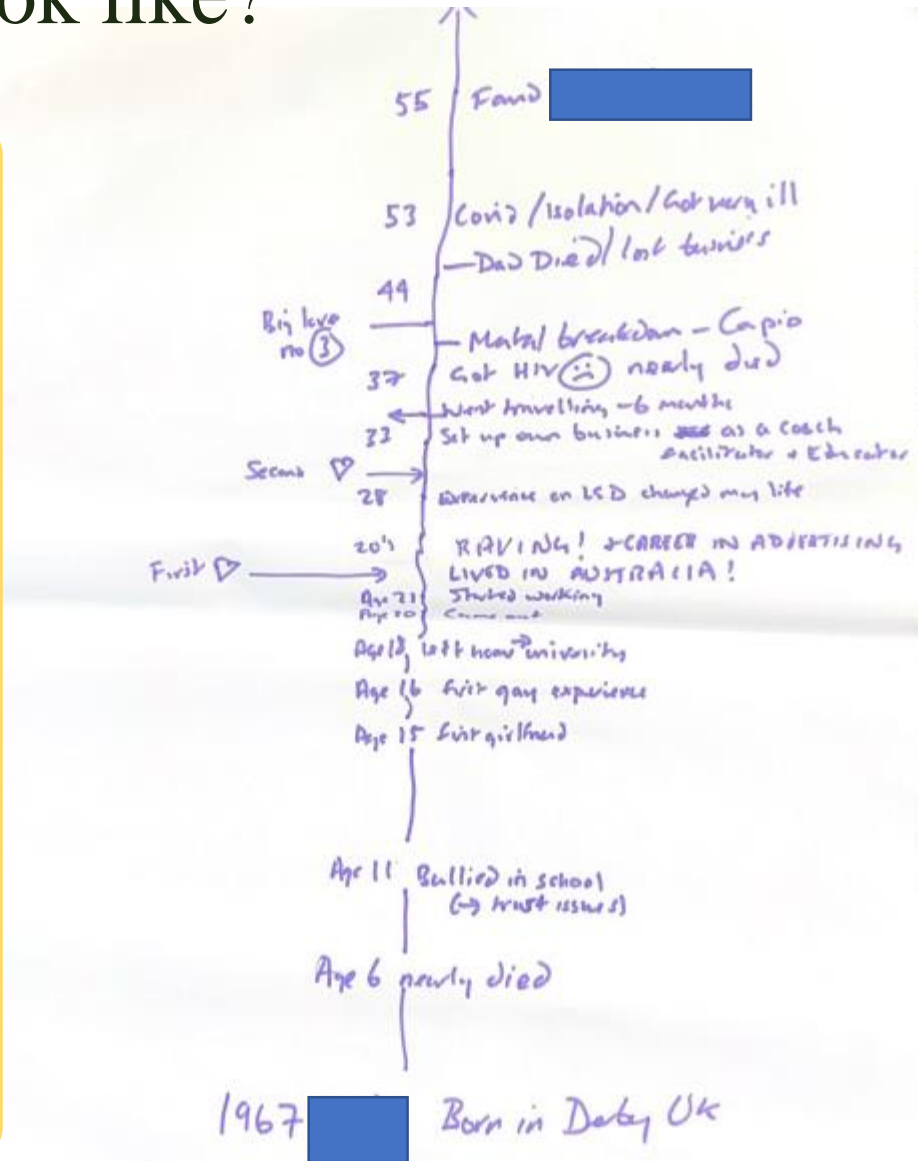 ok like?
55 Found
53 Covid / Isolation / Got very ill
— Dad Died / lost business
44
Big love
no 3
— Mental breakdown – Capio
37 Got HIV ☹ nearly died
Went travelling – 6 months
33 Set up own business as a coach
facilitator + Educator
Second ♡
28 Experience on LSD changed my life
20's RAVING! + CAREER IN ADVERTISING
First ♡
LIVED IN AUSTRALIA!
Age 21 Started working
Age 20 Came out
Age 18, Left home → university
Age 16 first gay experience
Age 15 first girlfriend
Age 11 Bullied in school
(→ trust issues)
Age 6 nearly died
1967 Born in Derby UK